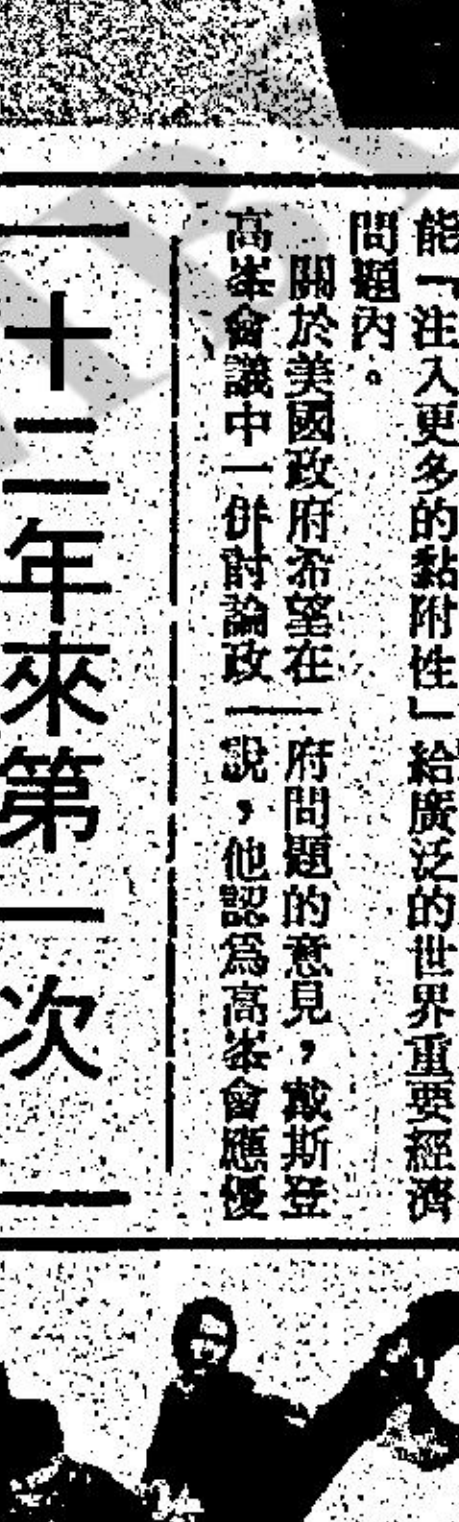 能「注入更多的黏附性」給廣泛的世界重要經濟
問題內。
關於美國政府希望在
高峯會議中一併討論政
府問題的意見，戴斯登
說，他認爲高峯會應優
十二年來第一次